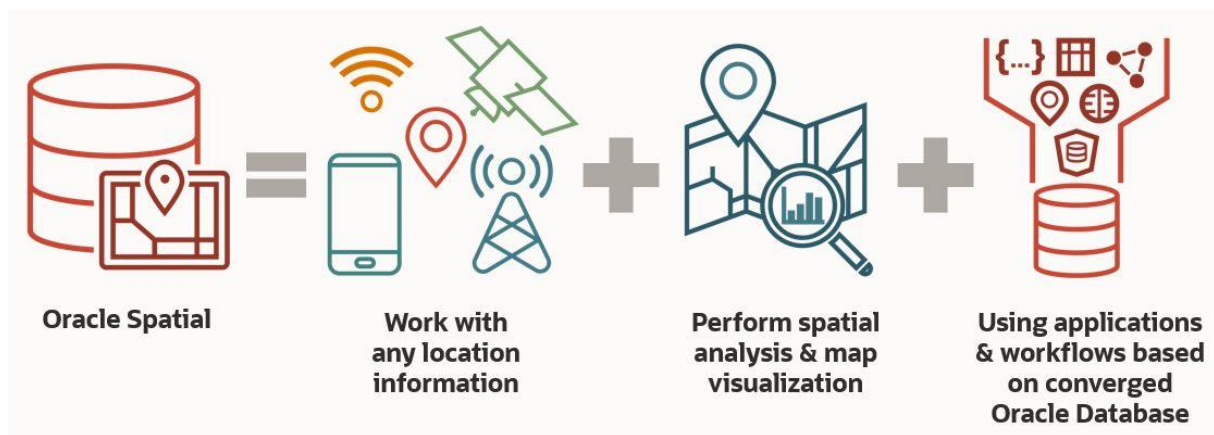 Oracle Spatial
Work with
any location
information
Perform spatial
analysis & map
visualization
Using applications
& workflows based
on converged
Oracle Database